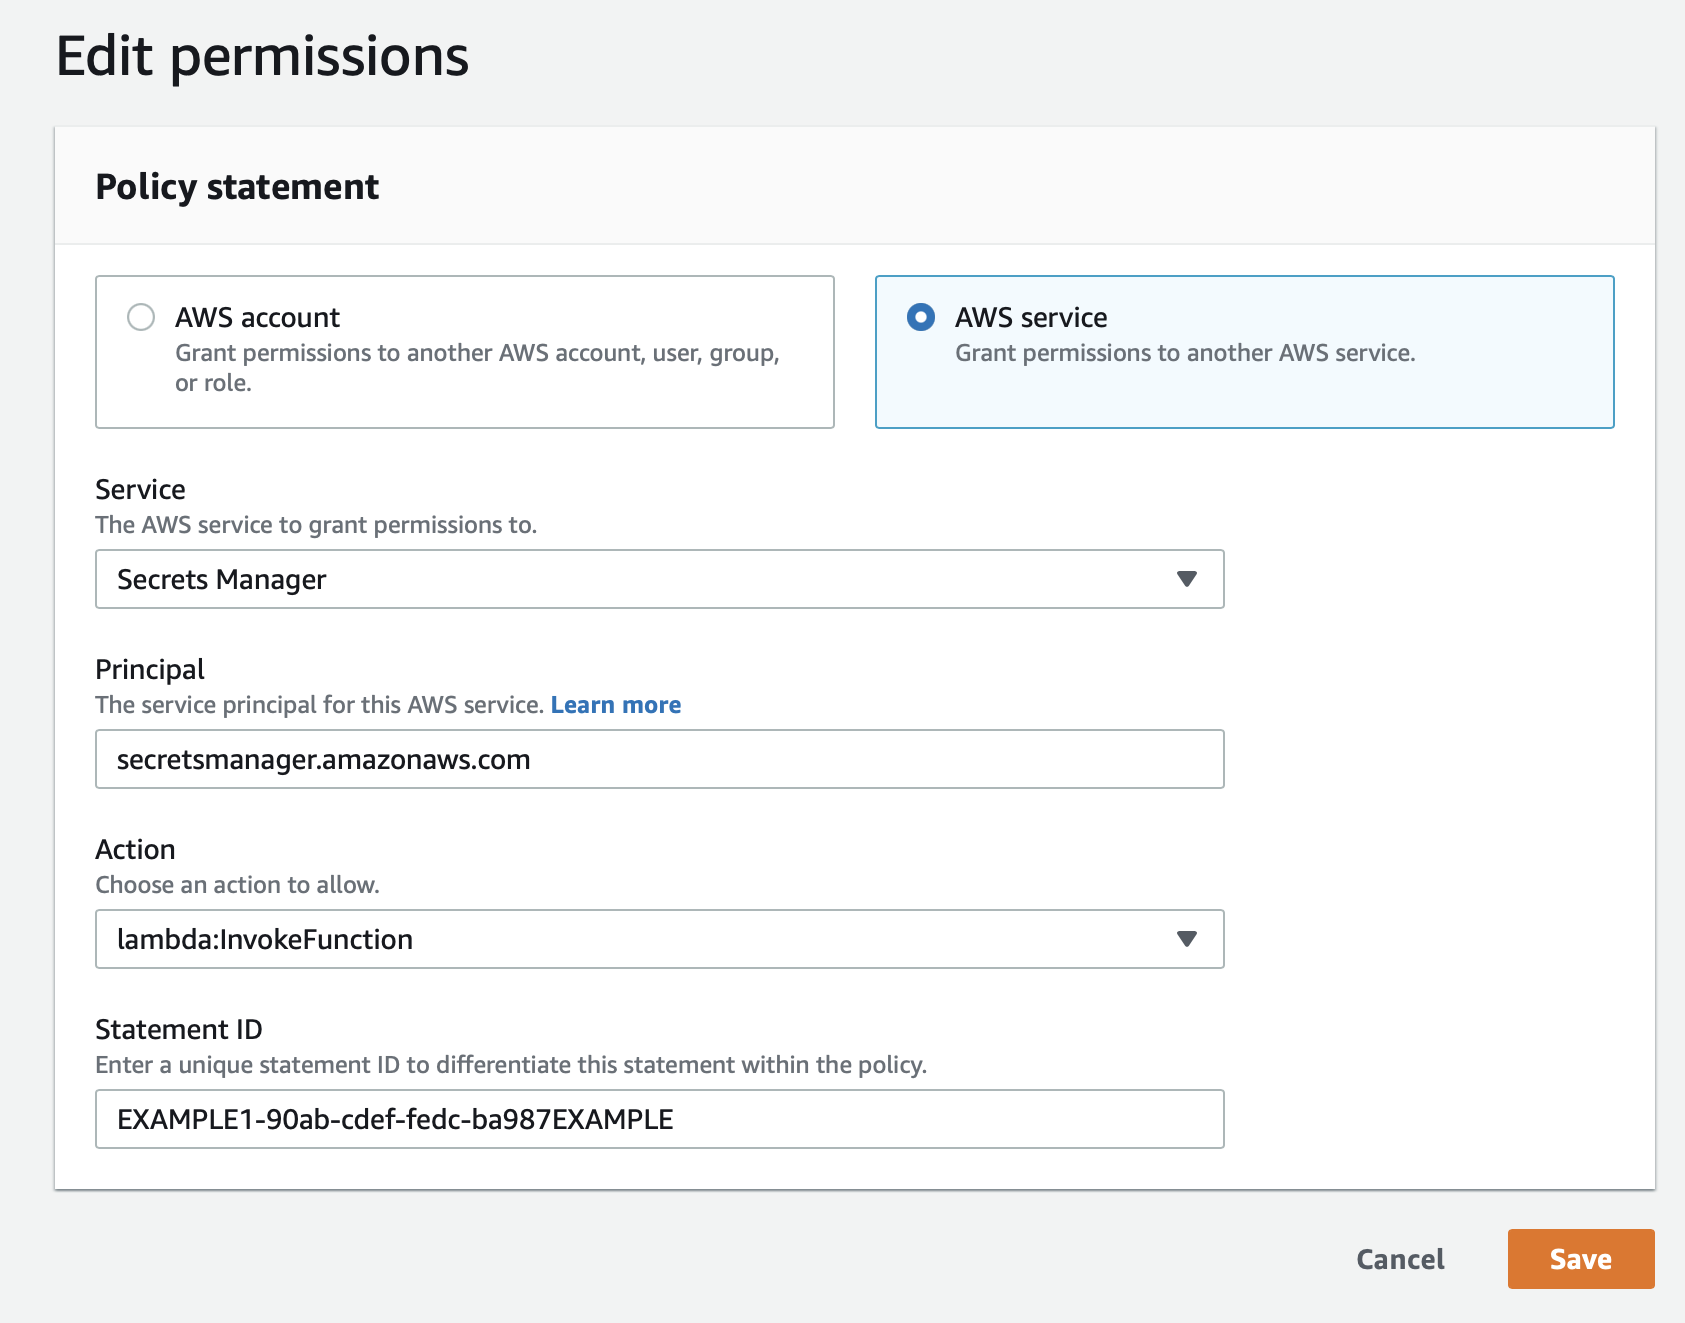 Edit permissions
Policy statement
AWS account
Grant permissions to another AWS account, user, group,
or role.
AWS service
Grant permissions to another AWS service.
Service
The AWS service to grant permissions to.
Secrets Manager
Principal
The service principal for this AWS service. Learn more
secretsmanager.amazonaws.com
Action
Choose an action to allow.
lambda:InvokeFunction
Statement ID
Enter a unique statement ID to differentiate this statement within the policy.
EXAMPLE1-90ab-cdef-fedc-ba987EXAMPLE
Cancel
Save